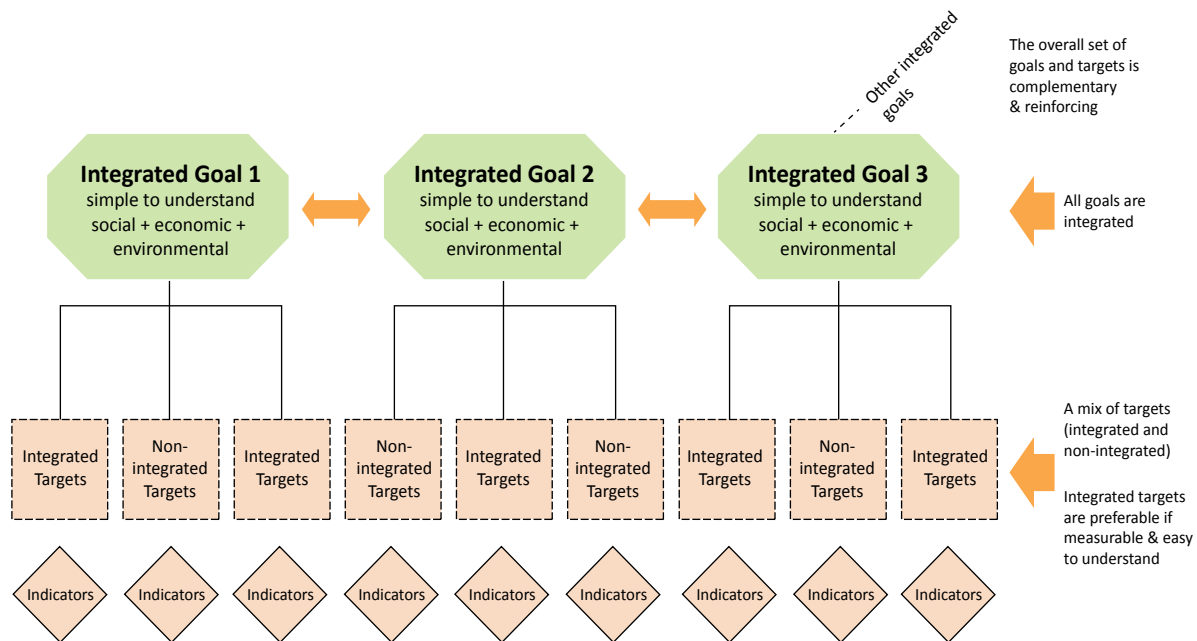 Other integrated
goals
The overall set of
goals and targets is
complementary
& reinforcing
Integrated Goal 1
simple to understand
social + economic +
environmental
Integrated Goal 2
simple to understand
social + economic +
environmental
Integrated Goal 3
simple to understand
social + economic +
environmental
All goals are
integrated
Integrated
Targets
Non-
integrated
Targets
Integrated
Targets
Non-
integrated
Targets
Integrated
Targets
Non-
integrated
Targets
Integrated
Targets
Non-
integrated
Targets
Integrated
Targets
A mix of targets
(integrated and
non-integrated)
Integrated targets
are preferable if
measurable & easy
to understand
Indicators
Indicators
Indicators
Indicators
Indicators
Indicators
Indicators
Indicators
Indicators